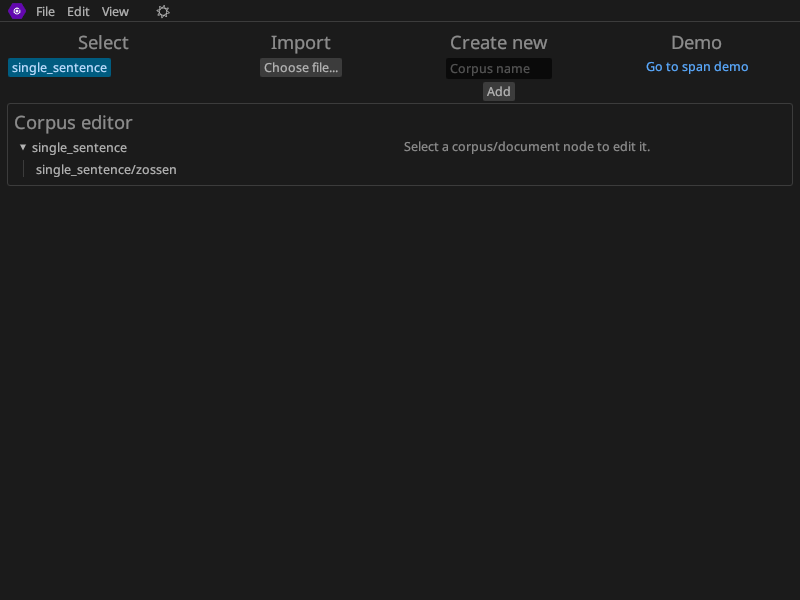 File Edit View
Select Import Create new Demo
single_sentence Choose file... Corpus name Go to span demo
Add
Corpus editor
single_sentence Select a corpus/document node to edit it.
single_sentence/zossen